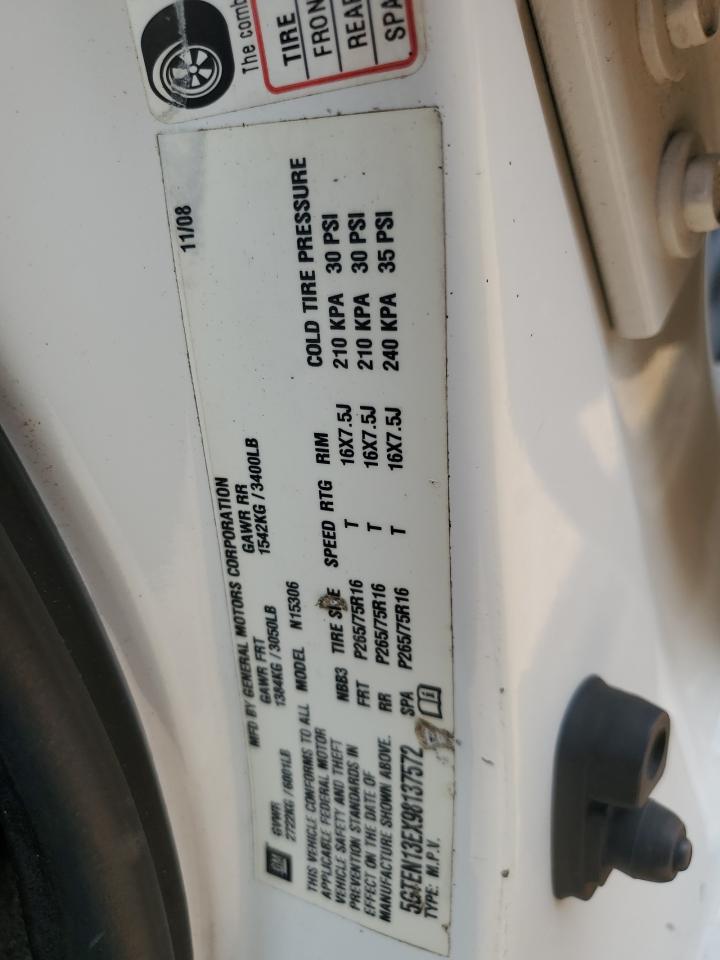 The comb
TIRE
FRON
REAR
SPA
11/08
GM
MFD BY GENERAL MOTORS CORPORATION
GVWR GAWR FRT GAWR RR
2722KG / 6001LB 1384KG / 3050LB 1542KG / 3400LB
THIS VEHICLE CONFORMS TO ALL
APPLICABLE FEDERAL MOTOR
VEHICLE SAFETY AND THEFT
PREVENTION STANDARDS IN
EFFECT ON THE DATE OF
MANUFACTURE SHOWN ABOVE.
5GTEN13EX98137572
TYPE: M.P.V.
MODEL N15306
NBB3 TIRE SIZE SPEED RTG RIM COLD TIRE PRESSURE
FRT P265/75R16 T 16X7.5J 210 KPA 30 PSI
RR P265/75R16 T 16X7.5J 210 KPA 30 PSI
SPA P265/75R16 T 16X7.5J 240 KPA 35 PSI